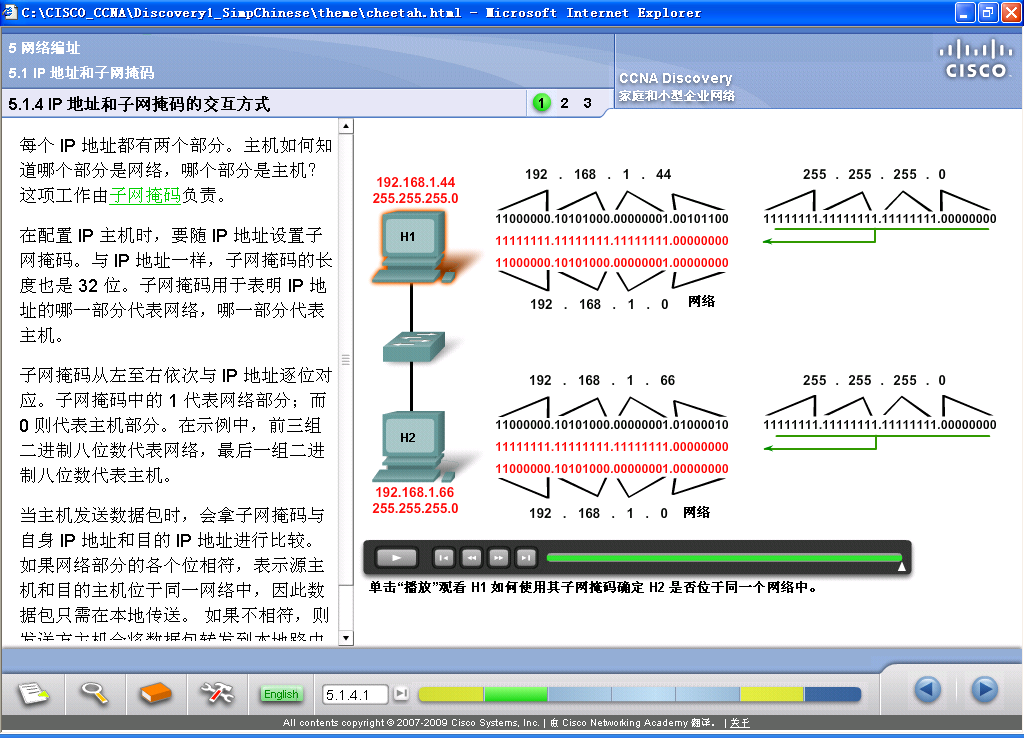 C:\CISCO_CCNA\Discovery1_SimpChinese\theme\cheetah.html - Microsoft Internet Explorer
5 网络编址
5.1 IP 地址和子网掩码
CISCO
CCNA Discovery
家庭和小型企业网络
5.1.4 IP 地址和子网掩码的交互方式
1 2 3
每个 IP 地址都有两个部分。主机如何知
道哪个部分是网络，哪个部分是主机？
这项工作由子网掩码负责。
在配置 IP 主机时，要随 IP 地址设置子
网掩码。与 IP 地址一样，子网掩码的长
度也是 32 位。子网掩码用于表明 IP 地
址的哪一部分代表网络，哪一部分代表
主机。
子网掩码从左至右依次与 IP 地址逐位对
应。子网掩码中的 1 代表网络部分；而
0 则代表主机部分。在示例中，前三组
二进制八位数代表网络，最后一组二进
制八位数代表主机。
当主机发送数据包时，会拿子网掩码与
自身 IP 地址和目的 IP 地址进行比较。
如果网络部分的各个位相符，表示源主
机和目的主机位于同一网络中，因此数
据包只需在本地传送。 如果不相符，则
发送方主机会将数据包转发到本地路由
192.168.1.44
255.255.255.0
H1
H2
192.168.1.66
255.255.255.0
192 . 168 . 1 . 44
11000000.10101000.00000001.00101100
11111111.11111111.11111111.00000000
11000000.10101000.00000001.00000000
192 . 168 . 1 . 0 网络
255 . 255 . 255 . 0
11111111.11111111.11111111.00000000
192 . 168 . 1 . 66
11000000.10101000.00000001.01000010
11111111.11111111.11111111.00000000
11000000.10101000.00000001.00000000
192 . 168 . 1 . 0 网络
255 . 255 . 255 . 0
11111111.11111111.11111111.00000000
单击“播放”观看 H1 如何使用其子网掩码确定 H2 是否位于同一个网络中。
English
5.1.4.1
All contents copyright © 2007-2009 Cisco Systems, Inc. | 由 Cisco Networking Academy 翻译。 | 关于